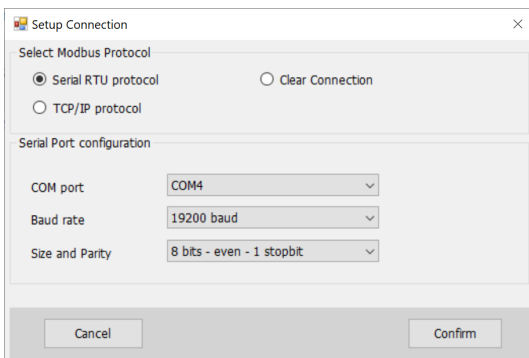 Setup Connection
Select Modbus Protocol
Serial RTU protocol
Clear Connection
TCP/IP protocol
Serial Port configuration
COM port
COM4
Baud rate
19200 baud
Size and Parity
8 bits - even - 1 stopbit
Cancel
Confirm